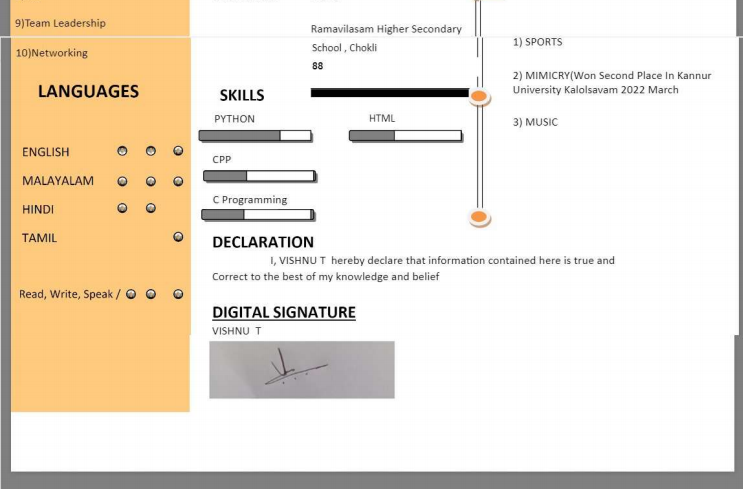 9)Team Leadership
10)Networking
LANGUAGES
ENGLISH
MALAYALAM
HINDI
TAMIL
Read, Write, Speak /
Ramavilasam Higher Secondary
School , Chokli
88
SKILLS
PYTHON
HTML
CPP
C Programming
1) SPORTS
2) MIMICRY(Won Second Place In Kannur
University Kalolsavam 2022 March
3) MUSIC
DECLARATION
I, VISHNU T hereby declare that information contained here is true and
Correct to the best of my knowledge and belief
DIGITAL SIGNATURE
VISHNU T